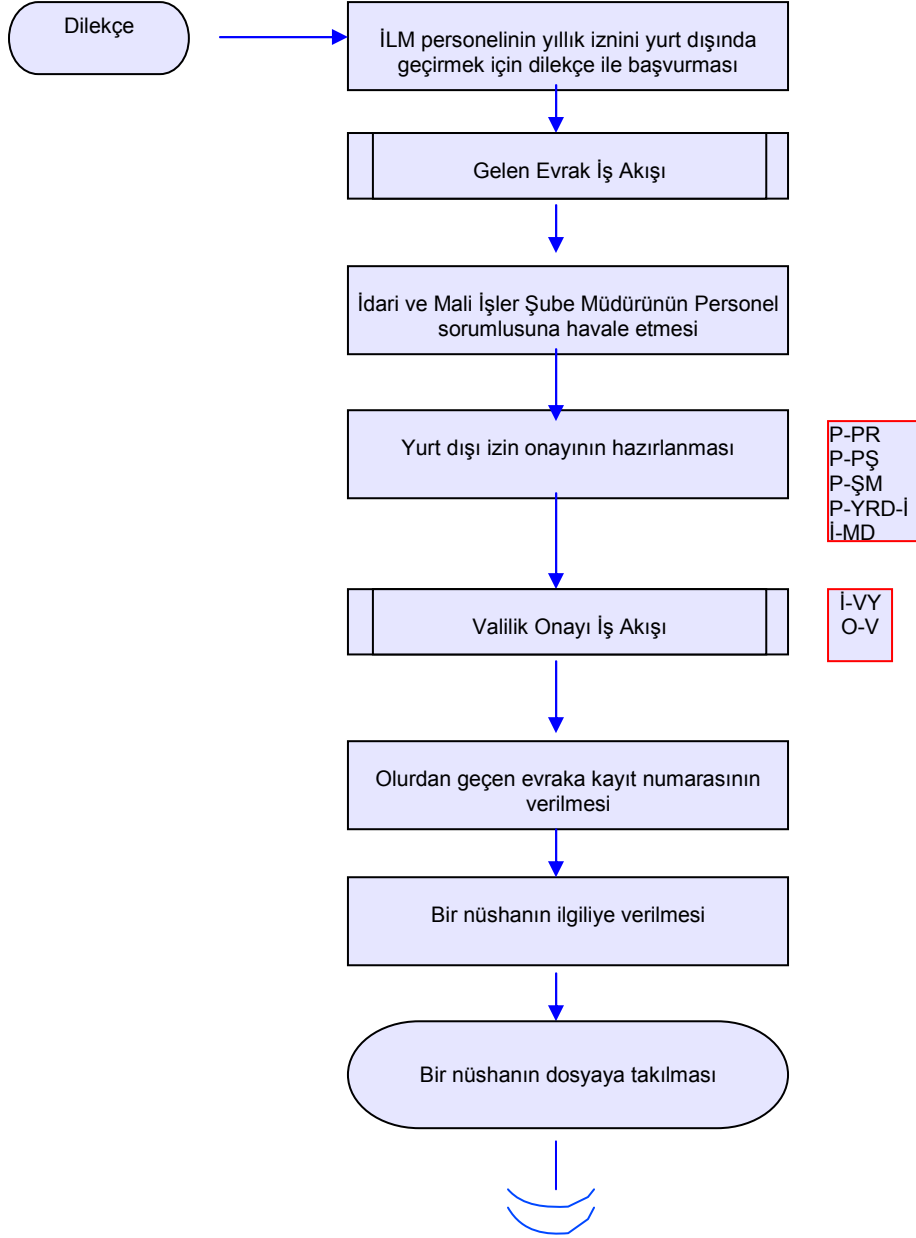 Dilekçe
İLM personelinin yıllık iznini yurt dışında
geçirmek için dilekçe ile başvurması
Gelen Evrak İş Akışı
İdari ve Mali İşler Şube Müdürünün Personel
sorumlusuna havale etmesi
Yurt dışı izin onayının hazırlanması
P-PR
P-PŞ
P-ŞM
P-YRD-İ
İ-MD
Valilik Onayı İş Akışı
İ-VY
O-V
Olurdan geçen evraka kayıt numarasının
verilmesi
Bir nüshanın ilgiliye verilmesi
Bir nüshanın dosyaya takılması